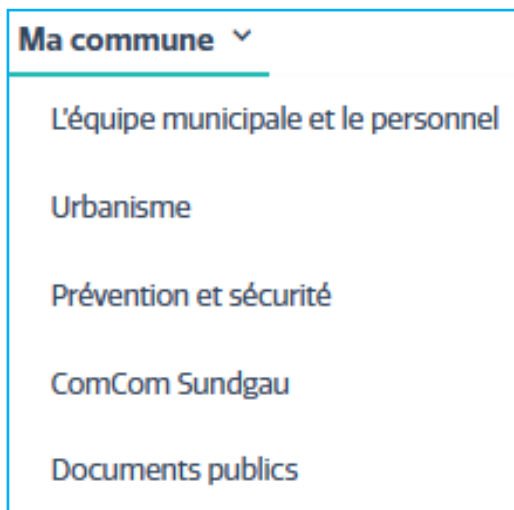 Ma commune
L'équipe municipale et le personnel
Urbanisme
Prévention et sécurité
ComCom Sundgau
Documents publics